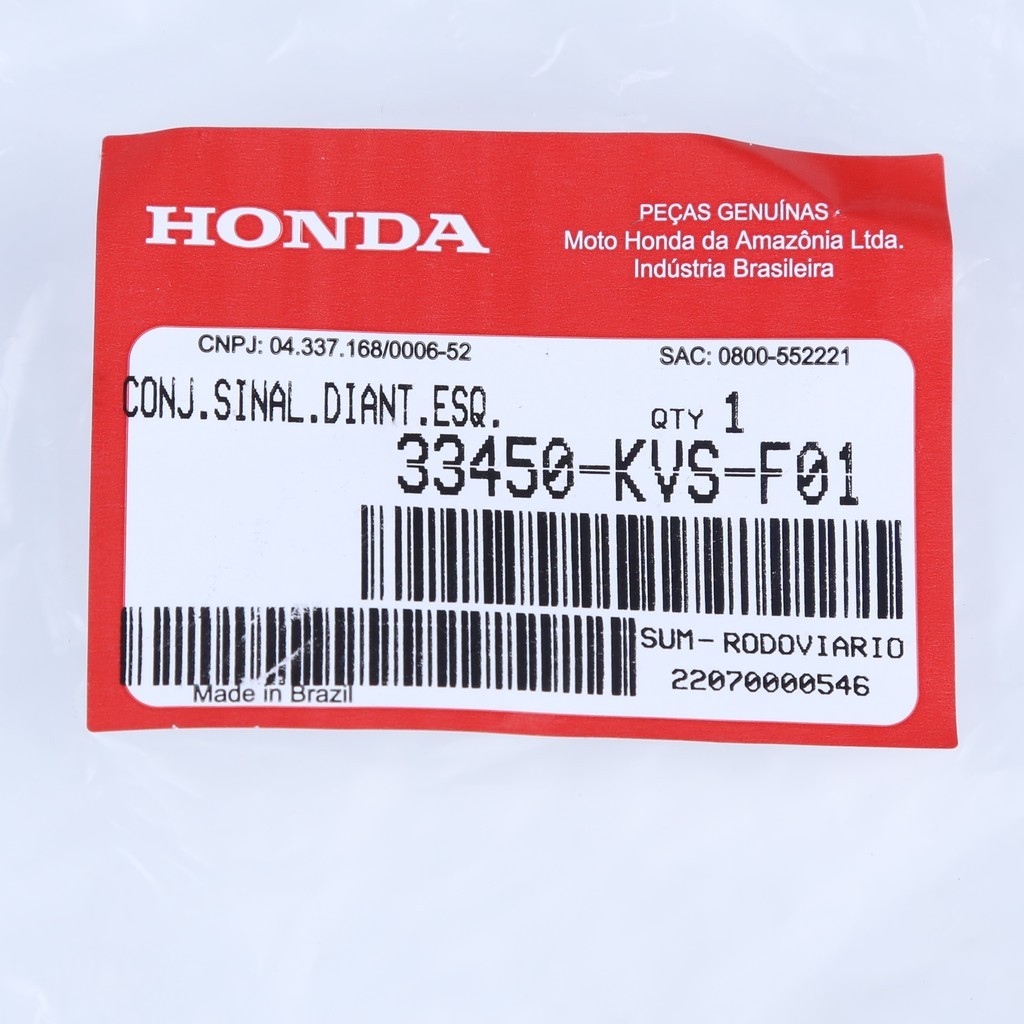 HONDA
PEÇAS GENUÍNAS
Moto Honda da Amazônia Ltda.
Indústria Brasileira
CNPJ: 04.337.168/0006-52
SAC: 0800-552221
CONJ.SINAL.DIANT.ESQ.
QTY 1
33450-KVS-F01
SUM-RODOVIARIO
22070000546
Made in Brazil